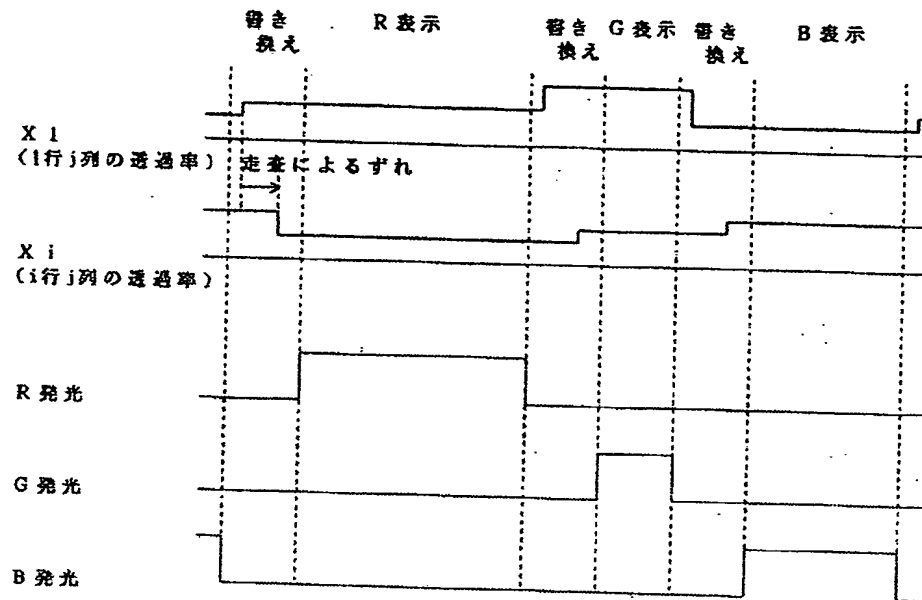 書き
換え
R表示
書き
換え
G表示
書き
換え
B表示
X1
(1行j列の透過率)
走査によるずれ
Xi
(i行j列の透過率)
R発光
G発光
B発光